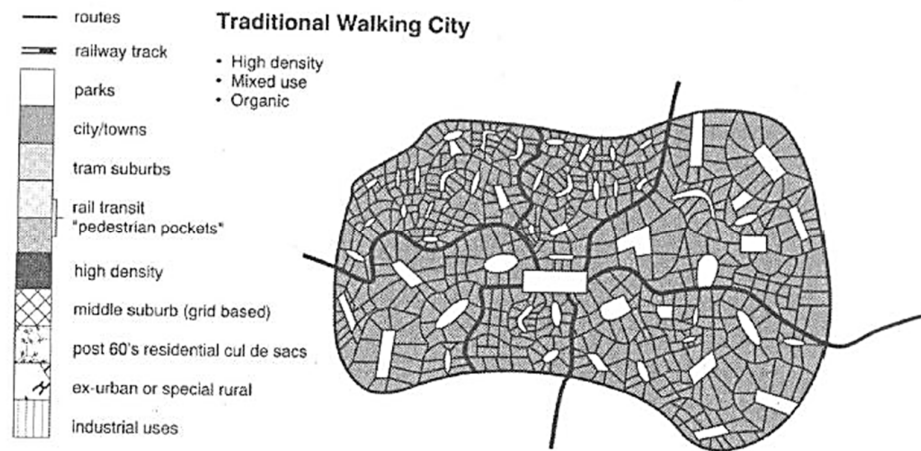 routes
railway track
parks
city/towns
tram suburbs
rail transit
"pedestrian pockets"
high density
middle suburb (grid based)
post 60's residential cul de sacs
ex-urban or special rural
industrial uses
Traditional Walking City
• High density
• Mixed use
• Organic